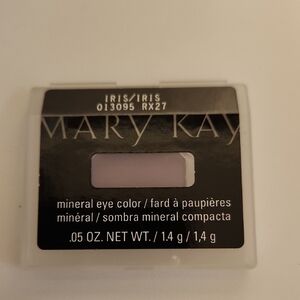 IRIS/IRIS
013095 RX27
MARY KAY
mineral eye color / fard à paupières
minéral / sombra mineral compacta
.05 OZ. NET WT. / 1.4 g / 1,4 g